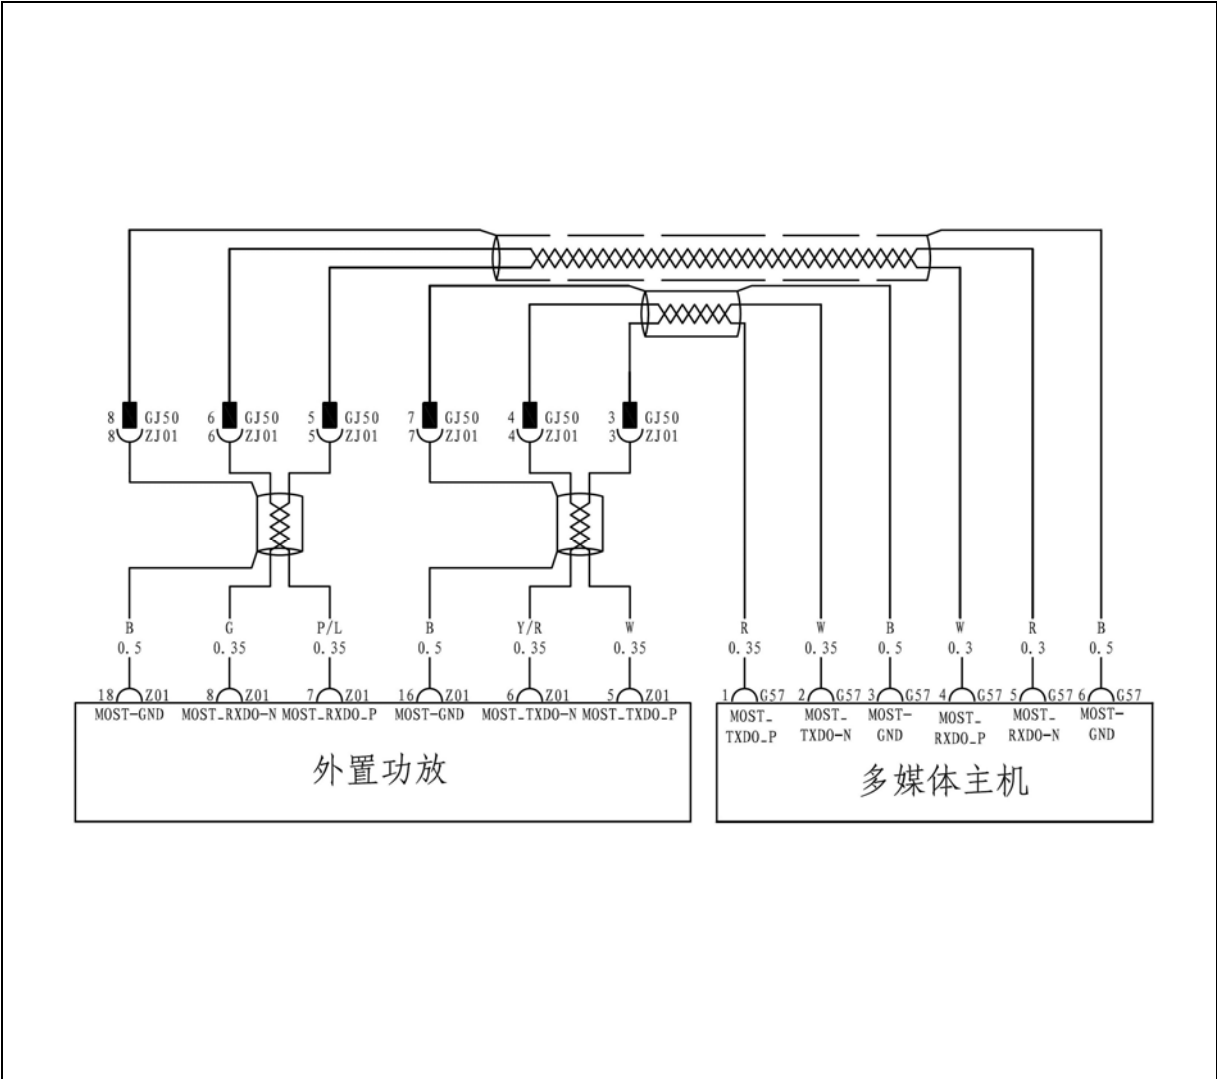 8 GJ50 6 GJ50 5 GJ50 7 GJ50 4 GJ50 3 GJ50
8 ZJ01 6 ZJ01 5 ZJ01 7 ZJ01 4 ZJ01 3 ZJ01
B G P/L B Y/R W R W B W R B
0.5 0.35 0.35 0.5 0.35 0.35 0.35 0.35 0.5 0.3 0.3 0.5
18 Z01 8 Z01 7 Z01 16 Z01 6 Z01 5 Z01 1 G57 2 G57 3 G57 4 G57 5 G57 6 G57
MOST-GND MOST_RXDO-N MOST_RXDO_P MOST-GND MOST_TXDO-N MOST_TXDO_P
MOST_ MOST_ MOST- MOST_ MOST_ MOST-
TXDO_P TXDO-N GND RXDO_P RXDO-N GND
外置功放
多媒体主机